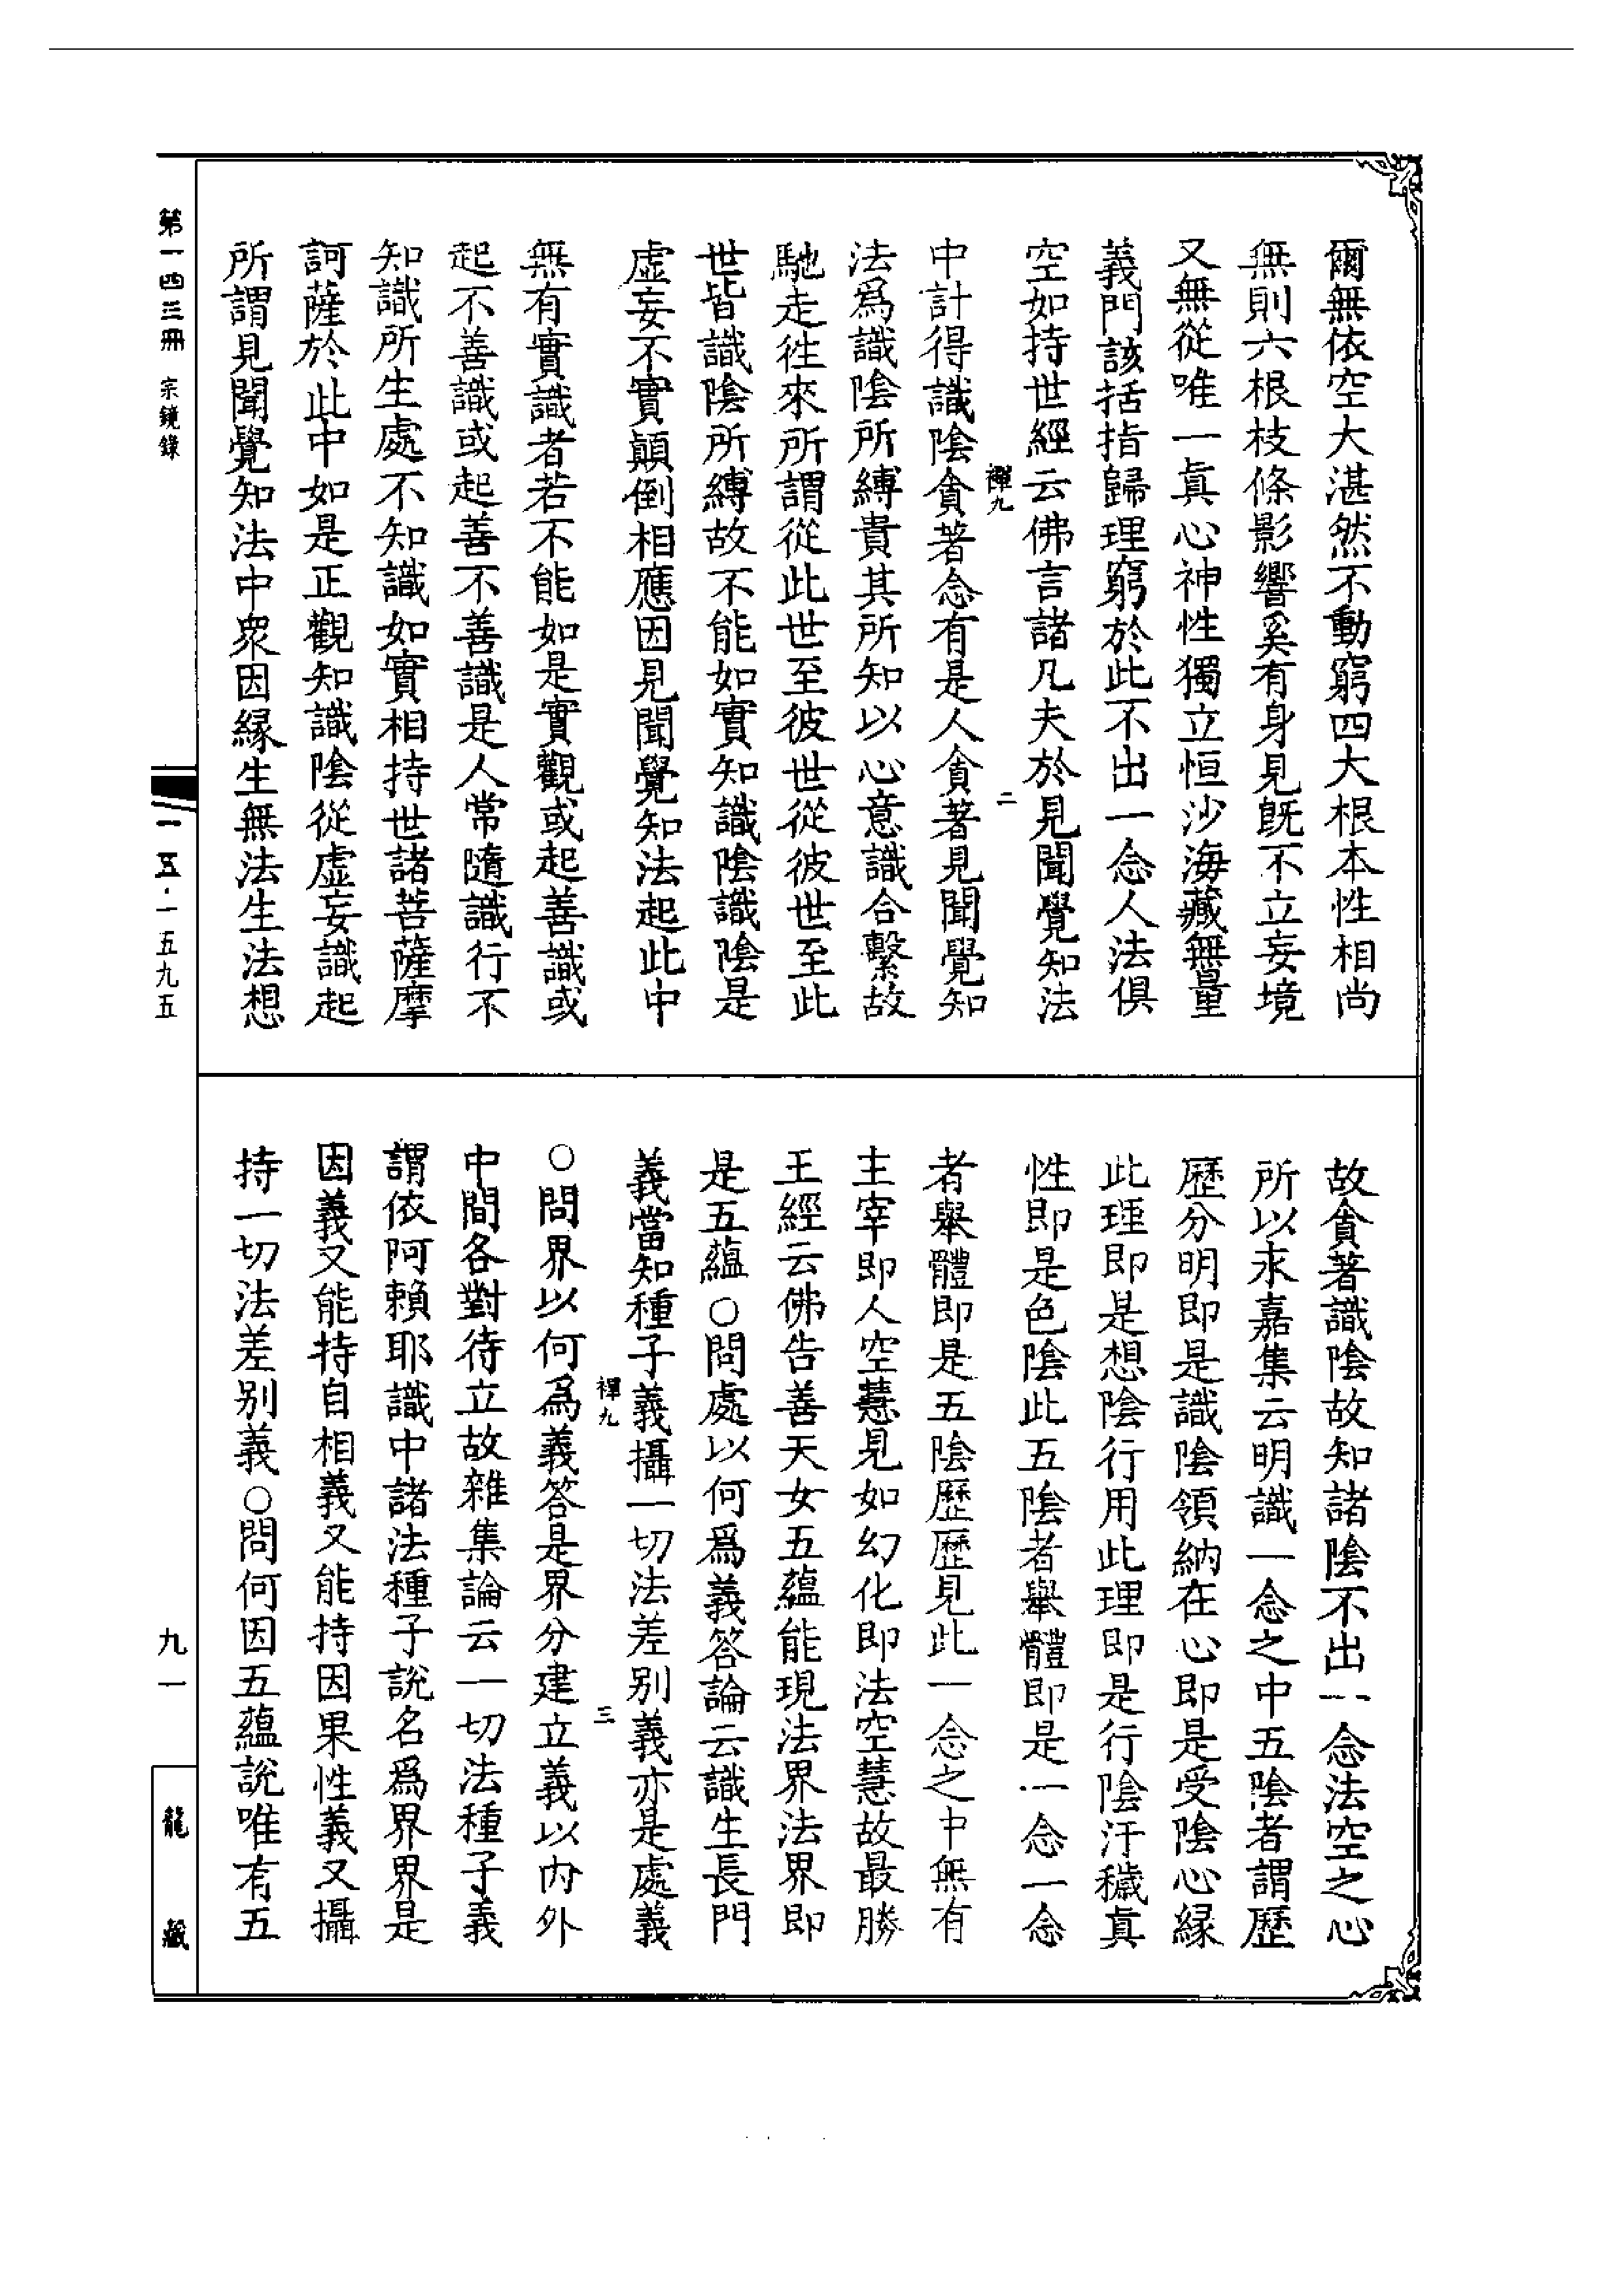 爾無依空大湛然不動窮四大根本性相尚
無則六根枝條影響奚有身見既不立妄境
又無從唯一真心神性獨立恒沙海藏無量
義門該括指歸理窮於此不出一念人法俱
空如持世經云佛言諸凡夫於見聞覺知法
禪九
二
中計得識陰貪著念有是人貪著見聞覺知
法爲識陰所縛貴其所知以心意識合繫故
馳走徃來所謂從此世至彼世從彼世至此
世皆識陰所縛故不能如實知識陰識陰是
虛妄不實顛倒相應因見聞覺知法起此中
無有實識者若不能如是實觀或起善識或
起不善識或起善不善識是人常隨識行不
知識所生處不知識如實相持世諸菩薩摩
訶薩於此中如是正觀知識陰從虛妄識起
所謂見聞覺知法中衆因緣生無法生法想
故貪著識陰故知諸陰不出一念法空之心
所以永嘉集云明識一念之中五陰者謂歷
歷分明即是識陰領納在心即是受陰心緣
此理即是想陰行用此理即是行陰汙穢真
性即是色陰此五陰者舉體即是一念一念
者舉體即是五陰歷歷見此一念之中無有
主宰即人空慧見如幻化即法空慧故最勝
王經云佛告善天女五蘊能現法界法界即
是五蘊○問處以何爲義答論云識生長門
義當知種子義攝一切法差別義亦是處義
禪九
三
○問界以何爲義答是界分建立義以內外
中間各對待立故雜集論云一切法種子義
謂依阿賴耶識中諸法種子說名爲界界是
因義又能持自相義又能持因果性義又攝
持一切法差別義○問何因五蘊說唯有五
第一四三冊 宗鏡錄
一一五·一五九五
九一
龍藏